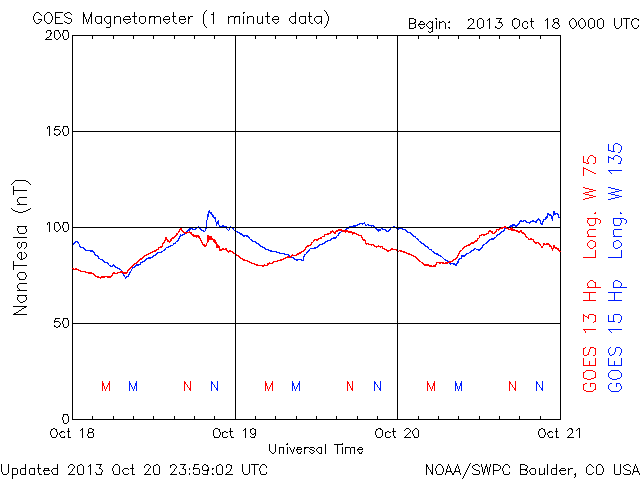 GOES Magnetometer (1 minute data)
Begin: 2013 Oct 18 0000 UTC
200
150
100
50
0
NanoTesla (nT)
M M N N M M N N M M N N
Oct 18 Oct 19 Oct 20 Oct 21
Universal Time
GOES 13 Hp Long. W 75
GOES 15 Hp Long. W 135
Updated 2013 Oct 20 23:59:02 UTC
NOAA/SWPC Boulder, CO USA